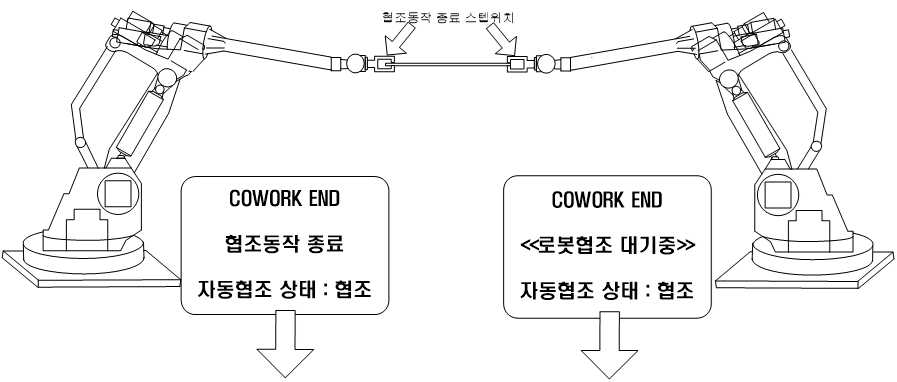 협조동작 종료 스텝위치
COWORK END
협조동작 종료
자동협조 상태 : 협조
COWORK END
≪로봇협조 대기중≫
자동협조 상태 : 협조